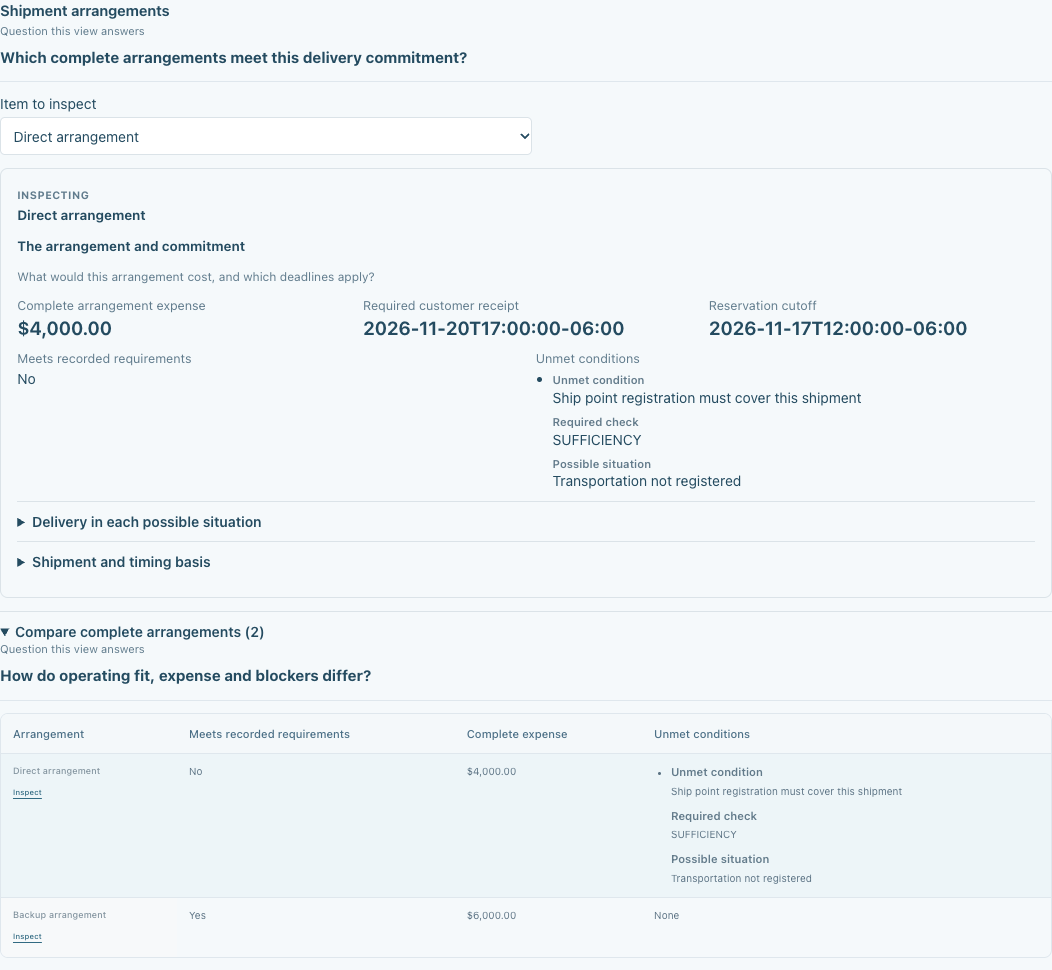 Shipment arrangements
Question this view answers
Which complete arrangements meet this delivery commitment?
Item to inspect
Direct arrangement
INSPECTING
Direct arrangement
The arrangement and commitment
What would this arrangement cost, and which deadlines apply?
Complete arrangement expense
$4,000.00
Required customer receipt
2026-11-20T17:00:00-06:00
Reservation cutoff
2026-11-17T12:00:00-06:00
Meets recorded requirements
No
Unmet conditions
• Unmet condition
Ship point registration must cover this shipment
Required check
SUFFICIENCY
Possible situation
Transportation not registered
▶ Delivery in each possible situation
▶ Shipment and timing basis
▼ Compare complete arrangements (2)
Question this view answers
How do operating fit, expense and blockers differ?
Arrangement Meets recorded requirements Complete expense Unmet conditions
Direct arrangement
Inspect
No
$4,000.00
• Unmet condition
Ship point registration must cover this shipment
Required check
SUFFICIENCY
Possible situation
Transportation not registered
Backup arrangement
Inspect
Yes
$6,000.00
None